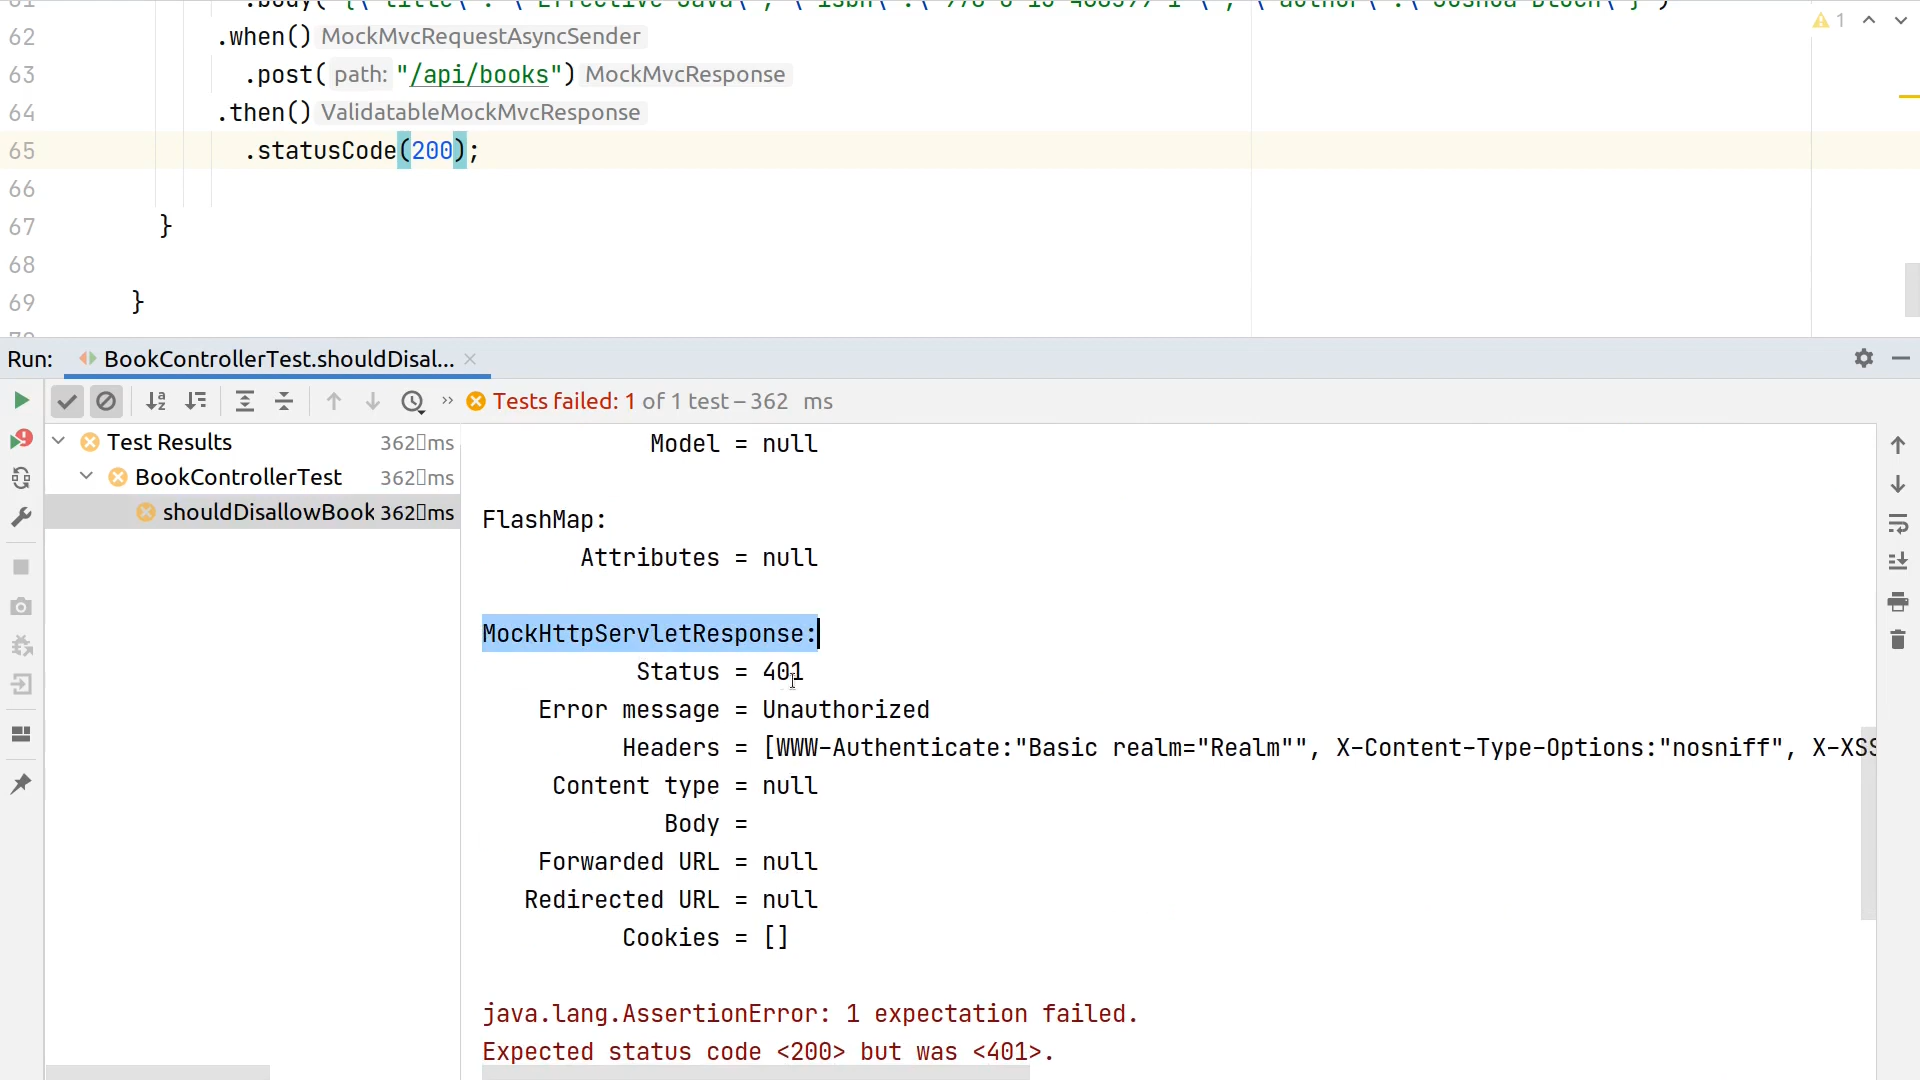 62 .when() MockMvcRequestAsyncSender
⚠ 1
63 .post( path: "/api/books") MockMvcResponse
64 .then() ValidatableMockMvcResponse
65 .statusCode(200);
66
67 }
68
69 }
Run: BookControllerTest.shouldDisal... ×
» Tests failed: 1 of 1 test – 362 ms
Test Results 362 ms
BookControllerTest 362 ms
shouldDisallowBook 362 ms
Model = null
FlashMap:
Attributes = null
MockHttpServletResponse:
Status = 401
Error message = Unauthorized
Headers = [WWW-Authenticate:"Basic realm="Realm"", X-Content-Type-Options:"nosniff", X-XSS
Content type = null
Body =
Forwarded URL = null
Redirected URL = null
Cookies = []
java.lang.AssertionError: 1 expectation failed.
Expected status code <200> but was <401>.